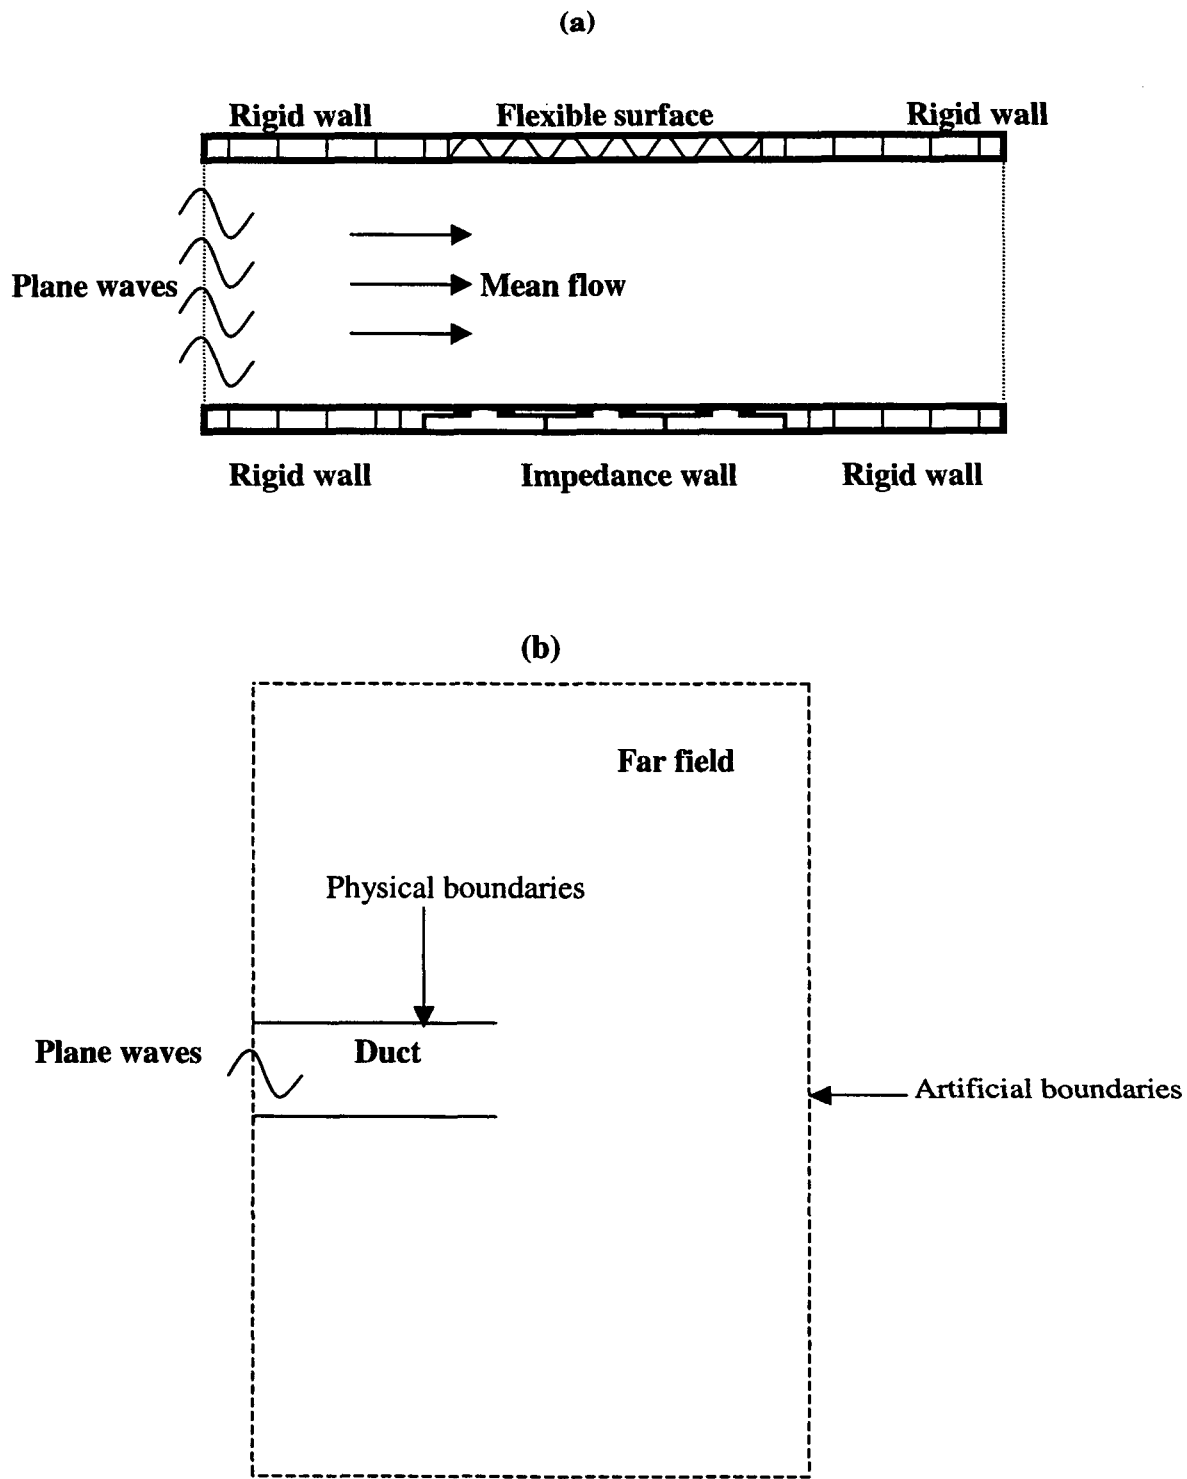 (a)
Rigid wall
Flexible surface
Rigid wall
Plane waves
Mean flow
Rigid wall
Impedance wall
Rigid wall
(b)
Far field
Physical boundaries
Plane waves
Duct
Artificial boundaries